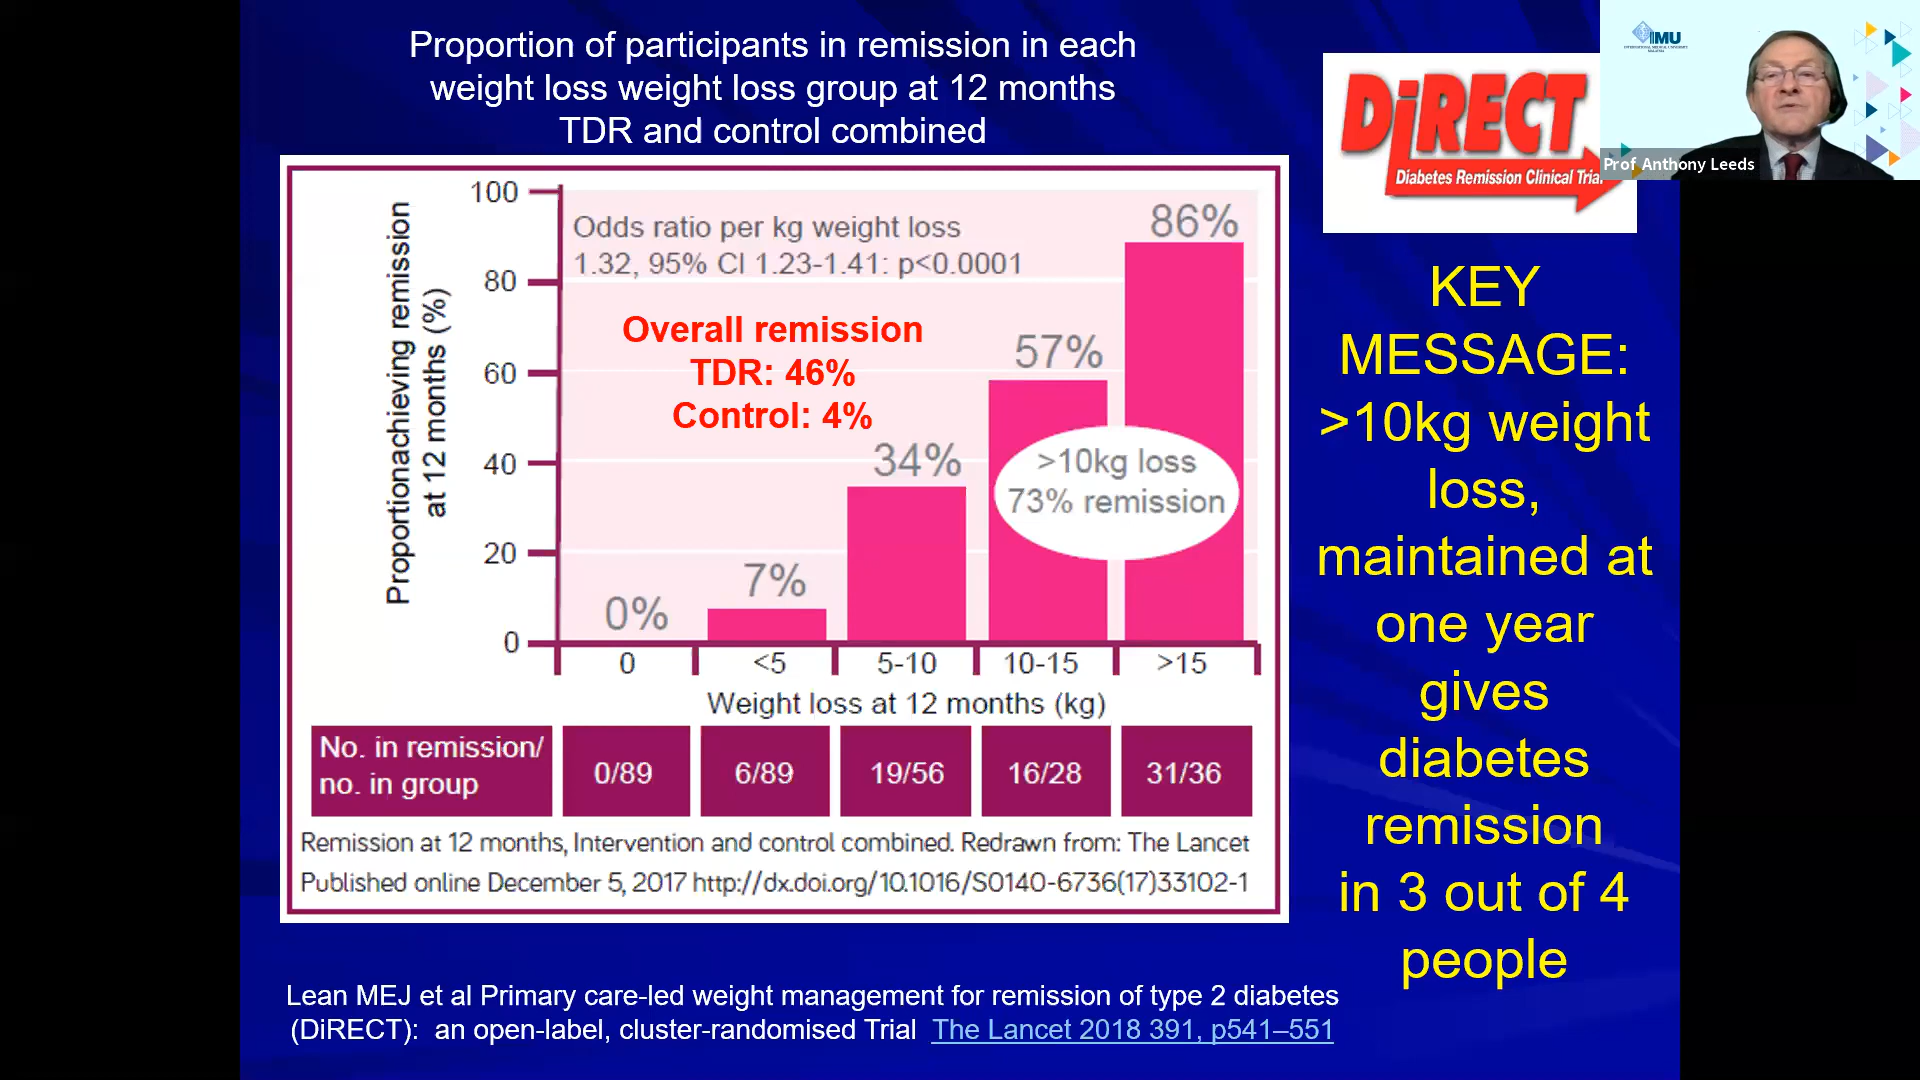 Proportion of participants in remission in each
weight loss weight loss group at 12 months
TDR and control combined
DiRECT
Diabetes Remission Clinical Trial
IMU
Prof Anthony Leeds
Proportionachieving remission
at 12 months (%)
100
80
60
40
20
0
Odds ratio per kg weight loss
1.32, 95% CI 1.23-1.41: p<0.0001
Overall remission
TDR: 46%
Control: 4%
0%
7%
34%
57%
86%
>10kg loss
73% remission
0 <5 5-10 10-15 >15
Weight loss at 12 months (kg)
No. in remission/
no. in group
0/89 6/89 19/56 16/28 31/36
Remission at 12 months, Intervention and control combined. Redrawn from: The Lancet
Published online December 5, 2017 http://dx.doi.org/10.1016/S0140-6736(17)33102-1
KEY
MESSAGE:
>10kg weight
loss,
maintained at
one year
gives
diabetes
remission
in 3 out of 4
people
Lean MEJ et al Primary care-led weight management for remission of type 2 diabetes
(DiRECT): an open-label, cluster-randomised Trial The Lancet 2018 391, p541–551